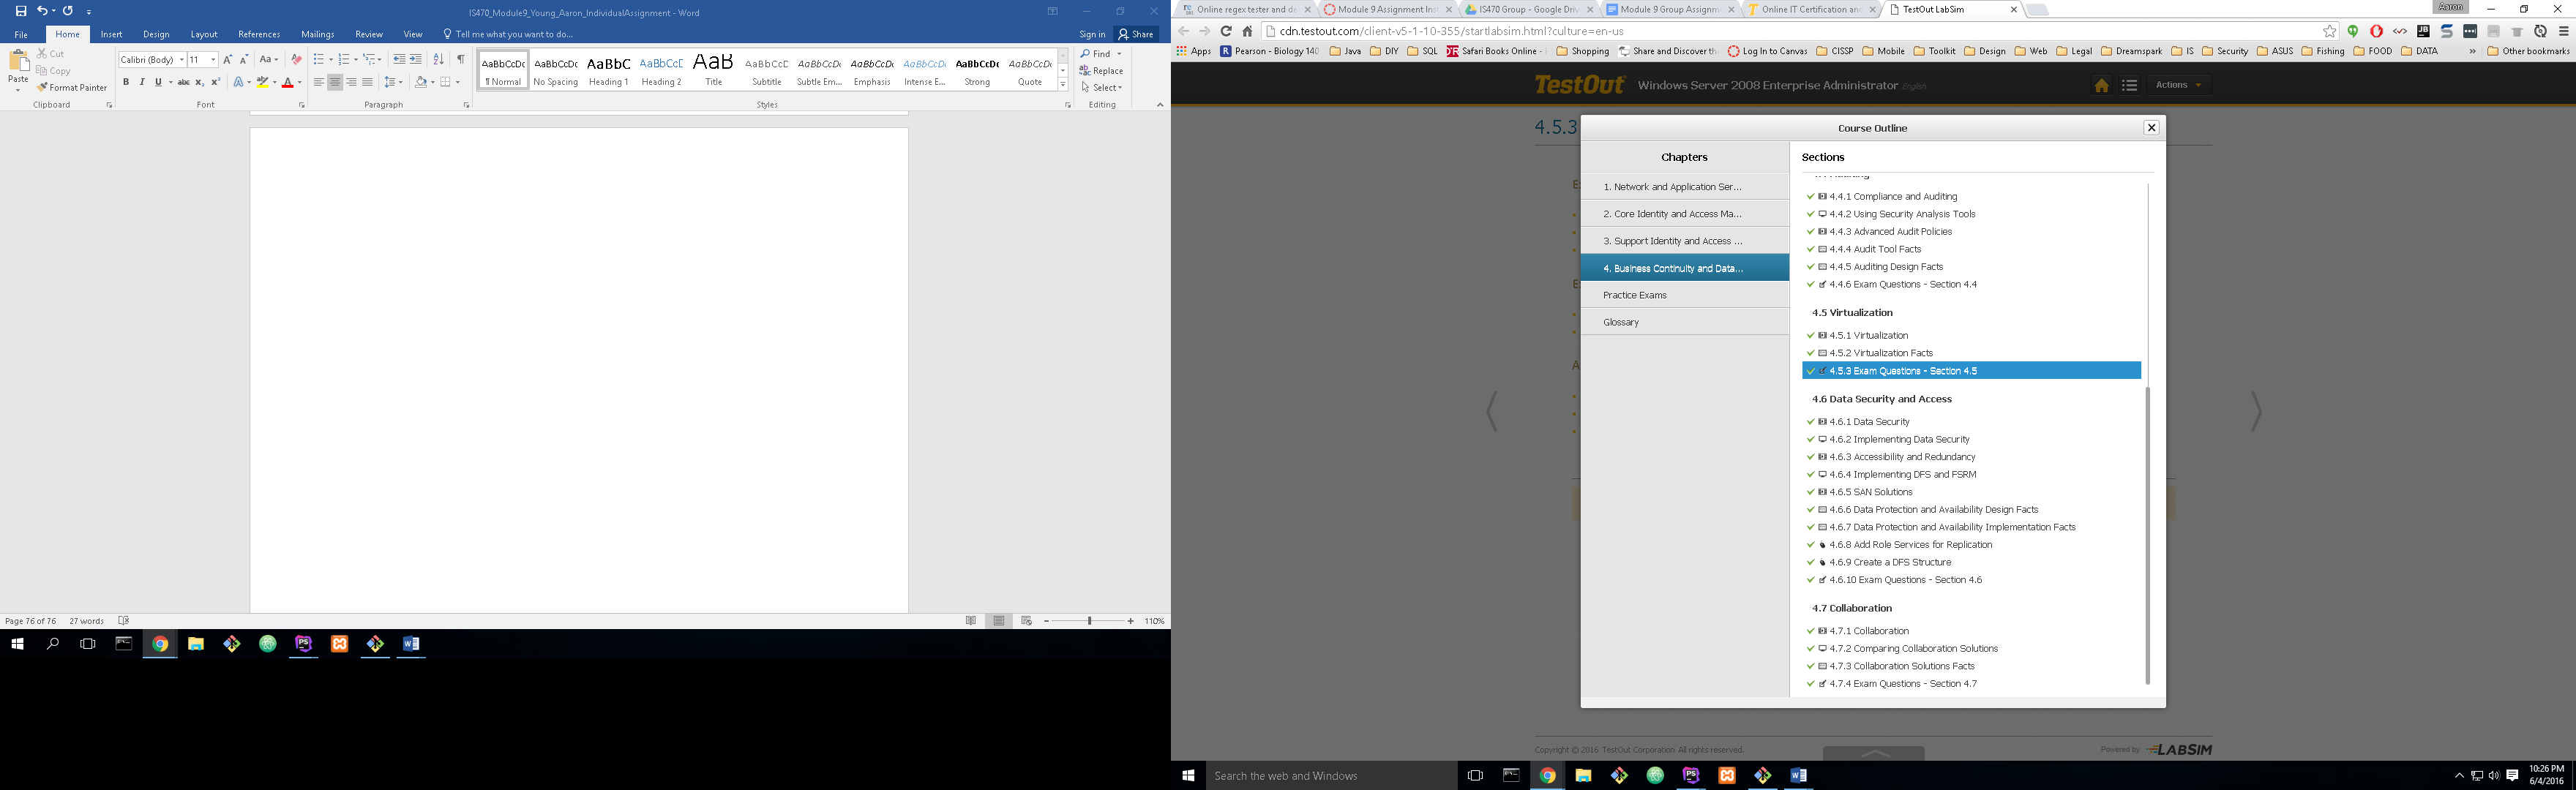 IS470_Module9_Young_Aaron_IndividualAssignment - Word
File Home Insert Design Layout References Mailings Review View Tell me what you want to do... Sign in Share
Paste Cut Copy Format Painter
Clipboard
Calibri (Body) 11
Font
Paragraph
AaBbCcDc AaBbCcDc AaBbC AaBbCcE AaB AaBbCcD AaBbCcDc AaBbCcDc AaBbCcDc AaBbCcDc AaBbCcDc
¶ Normal No Spacing Heading 1 Heading 2 Title Subtitle Subtle Em... Emphasis Intense E... Strong Quote
Styles
Find
Replace
Select
Editing
Page 76 of 76 27 words 110%
Online regex tester and de Module 9 Assignment Inst IS470 Group - Google Driv Module 9 Group Assignm Online IT Certification and TestOut LabSim Aaron
cdn.testout.com/client-v5-1-10-355/startlabsim.html?culture=en-us
Apps Pearson - Biology 140 Java DIY SQL Safari Books Online - Shopping Share and Discover th Log In to Canvas CISSP Mobile Toolkit Design Web Legal Dreamspark IS Security ASUS Fishing FOOD DATA » Other bookmarks
TestOut Windows Server 2008 Enterprise Administrator English Actions
4.5.3
Course Outline
Chapters
1. Network and Application Ser...
2. Core Identity and Access Ma...
3. Support Identity and Access ...
4. Business Continuity and Data...
Practice Exams
Glossary
Sections
4.4.1 Compliance and Auditing
4.4.2 Using Security Analysis Tools
4.4.3 Advanced Audit Policies
4.4.4 Audit Tool Facts
4.4.5 Auditing Design Facts
4.4.6 Exam Questions - Section 4.4
4.5 Virtualization
4.5.1 Virtualization
4.5.2 Virtualization Facts
4.5.3 Exam Questions - Section 4.5
4.6 Data Security and Access
4.6.1 Data Security
4.6.2 Implementing Data Security
4.6.3 Accessibility and Redundancy
4.6.4 Implementing DFS and FSRM
4.6.5 SAN Solutions
4.6.6 Data Protection and Availability Design Facts
4.6.7 Data Protection and Availability Implementation Facts
4.6.8 Add Role Services for Replication
4.6.9 Create a DFS Structure
4.6.10 Exam Questions - Section 4.6
4.7 Collaboration
4.7.1 Collaboration
4.7.2 Comparing Collaboration Solutions
4.7.3 Collaboration Solutions Facts
4.7.4 Exam Questions - Section 4.7
Copyright © 2016 TestOut Corporation All rights reserved. Powered by LABSIM
Search the web and Windows
10:26 PM
6/4/2016